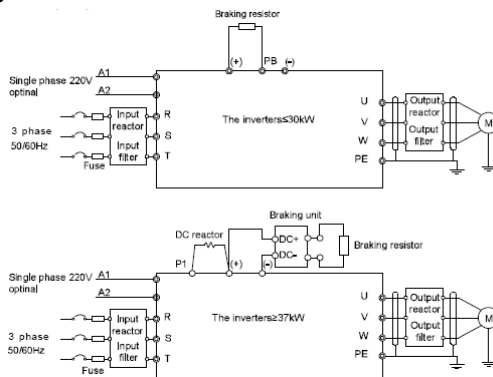 Braking resistor
(+) PB (-)
A1
Single phase 220V
optinal
A2
Input
reactor
Input
filter
R
S
T
3 phase
50/60Hz
Fuse
The inverters≤30kW
U
V
W
PE
Output
reactor
Output
filter
M
Braking unit
DC reactor
DC+
DC-
Braking resistor
P1 (+) (-)
A1
Single phase 220V
optinal
A2
Input
reactor
Input
filter
R
S
T
3 phase
50/60Hz
Fuse
The inverters≥37kW
U
V
W
PE
Output
reactor
Output
filter
M